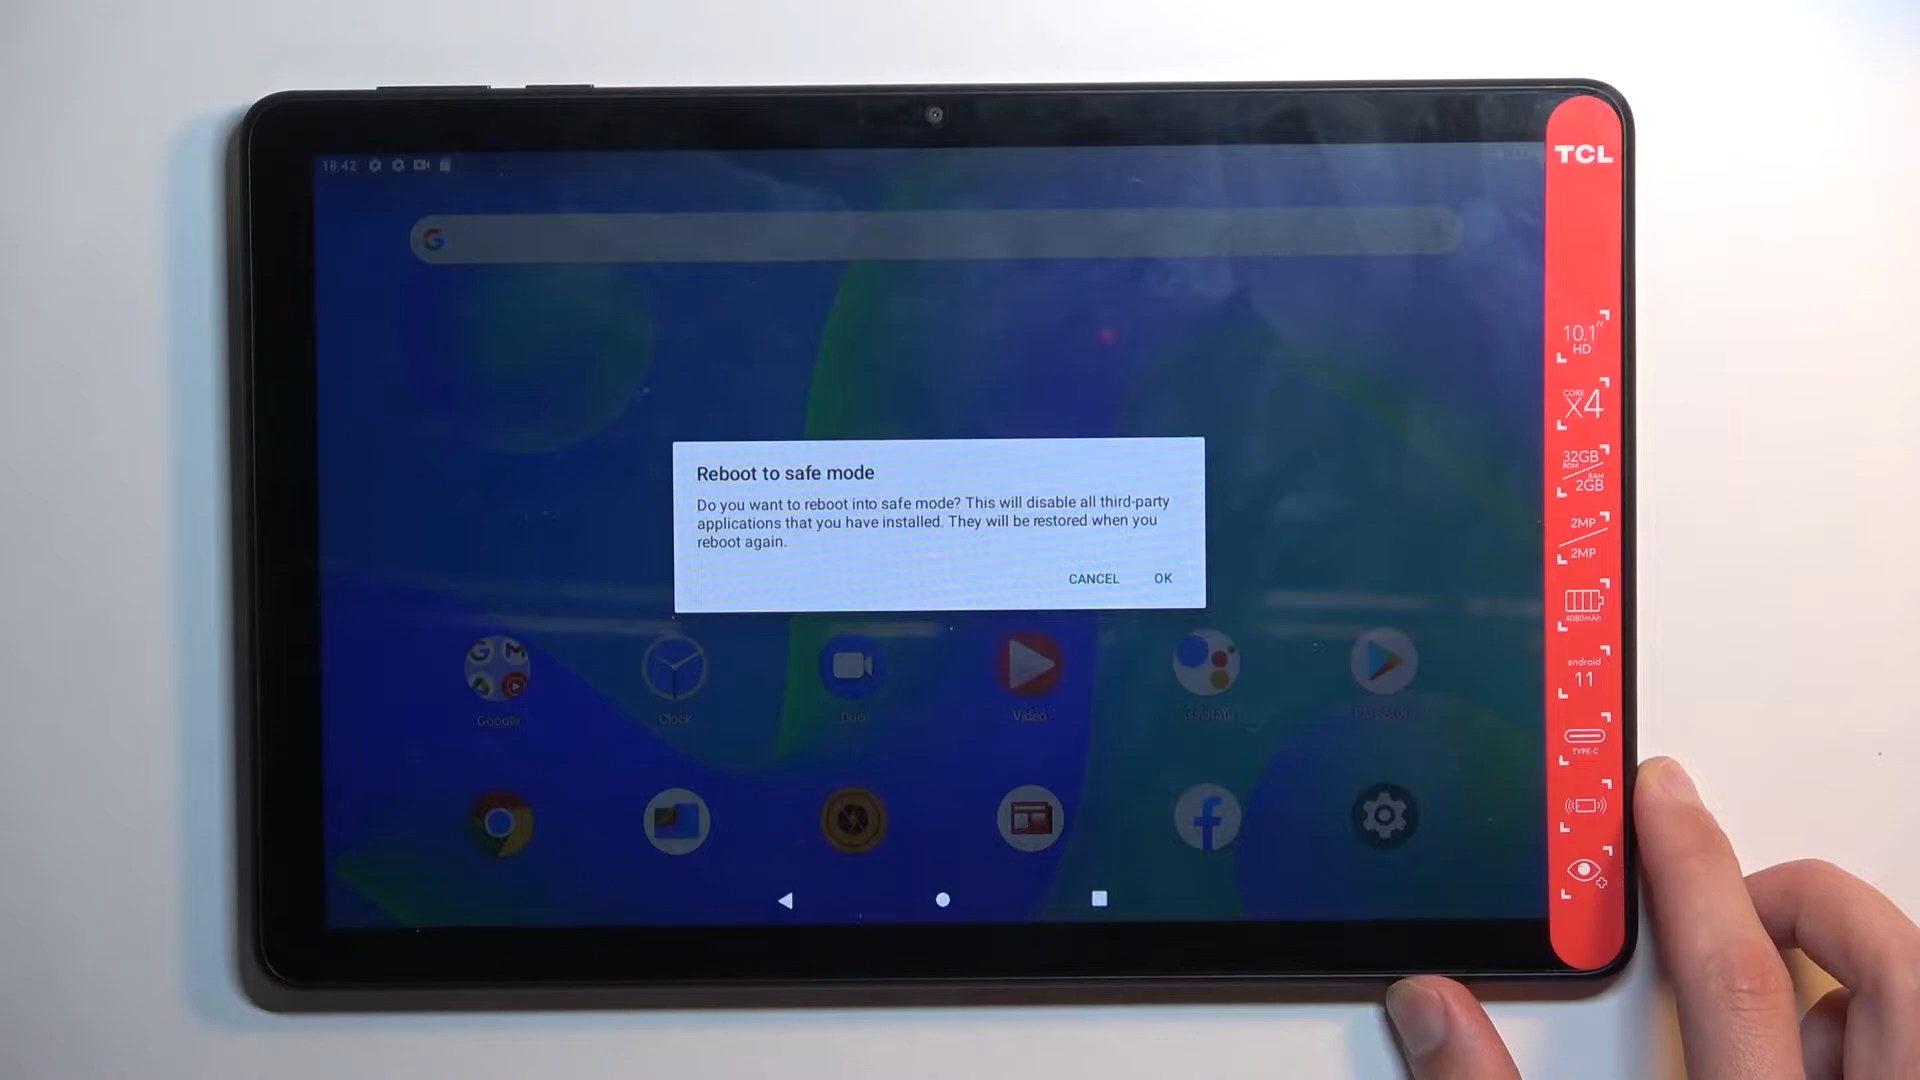 18:42
TCL
10.1" HD
CORE X4
32GB ROM
RAM 2GB
2MP
2MP
4080mAh
android 11
TYPE-C
Reboot to safe mode
Do you want to reboot into safe mode? This will disable all third-party
applications that you have installed. They will be restored when you
reboot again.
CANCEL OK
Google Clock Duo Video